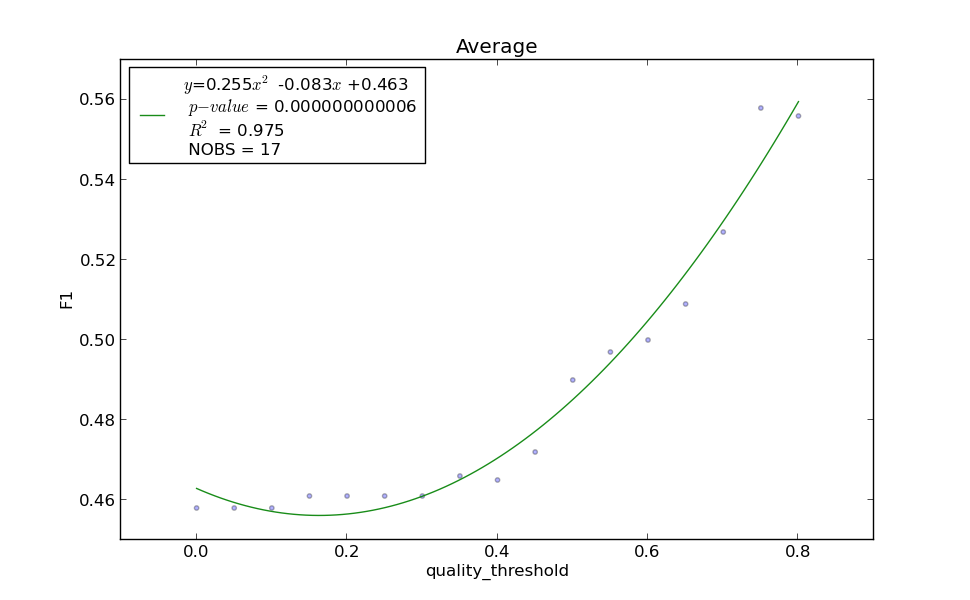 Average
y=0.255x² -0.083x +0.463
p−value = 0.000000000006
R² = 0.975
NOBS = 17
0.56
0.54
0.52
0.50
0.48
0.46
F1
0.0 0.2 0.4 0.6 0.8
quality_threshold